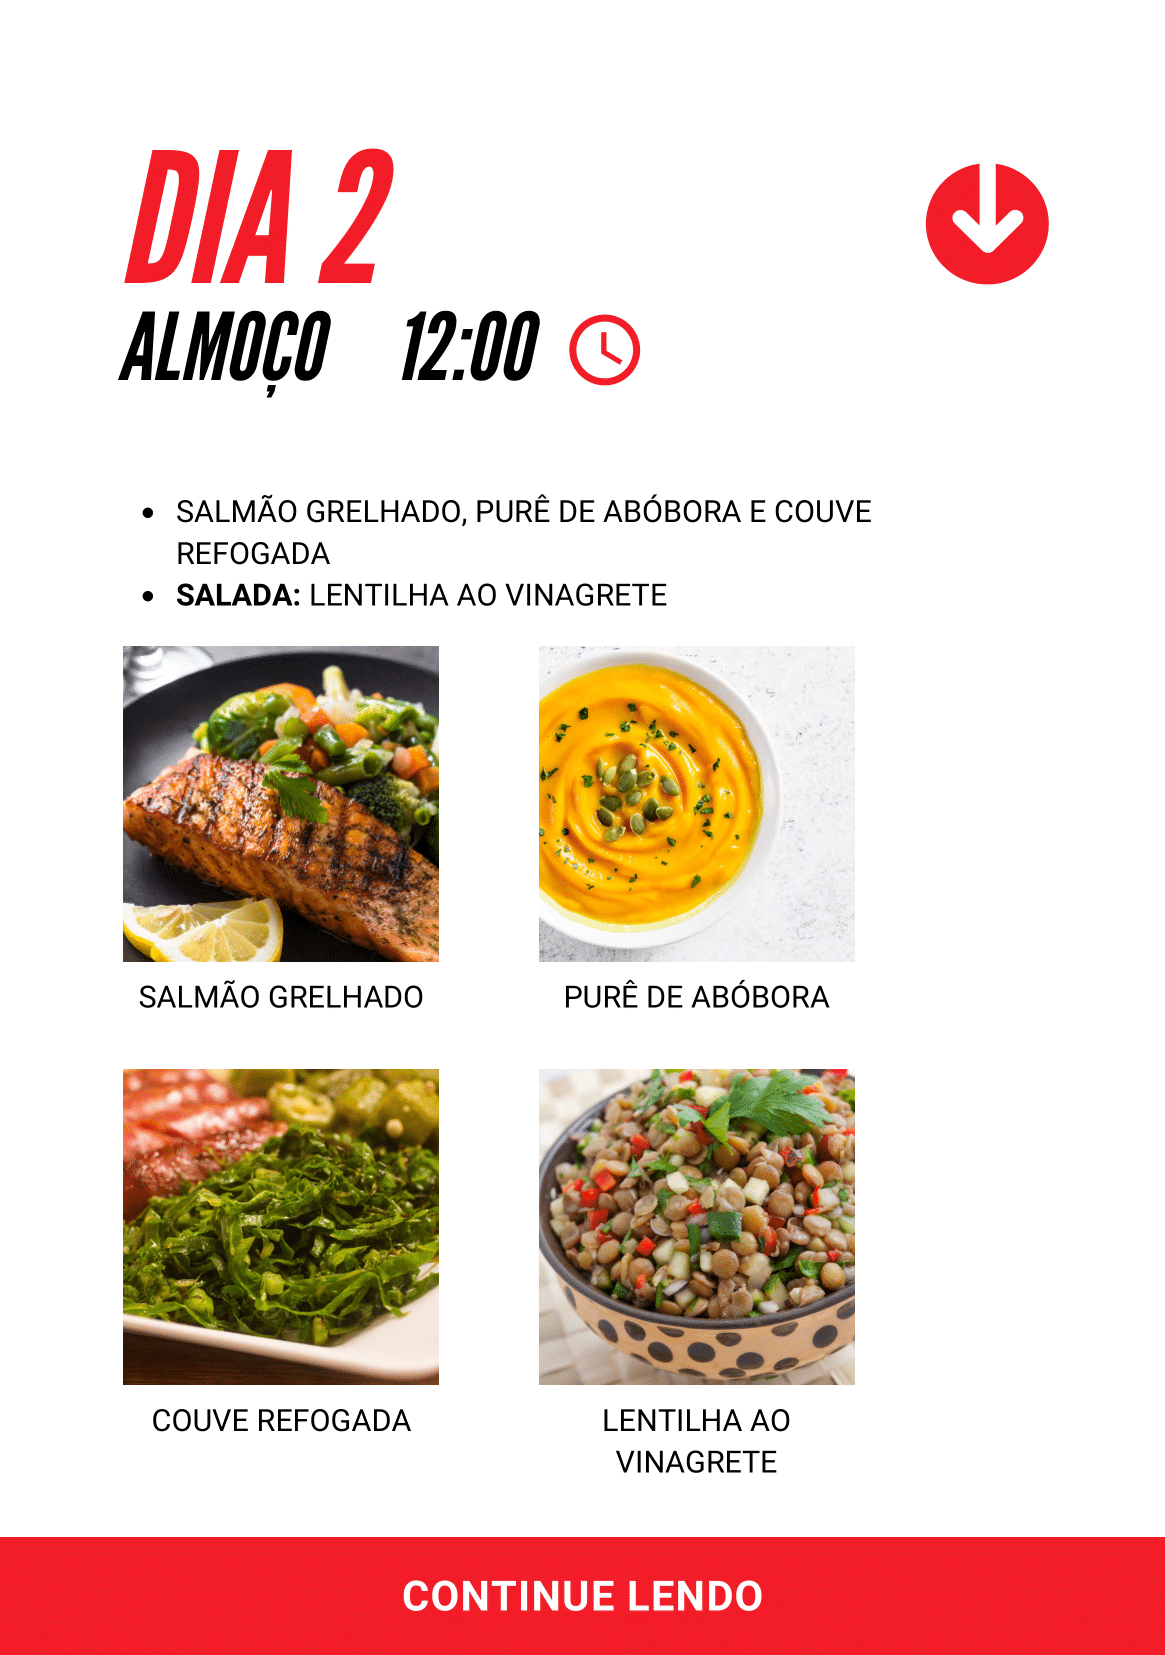 DIA 2
ALMOÇO 12:00
• SALMÃO GRELHADO, PURÊ DE ABÓBORA E COUVE
REFOGADA
• SALADA: LENTILHA AO VINAGRETE
SALMÃO GRELHADO
PURÊ DE ABÓBORA
COUVE REFOGADA
LENTILHA AO
VINAGRETE
CONTINUE LENDO